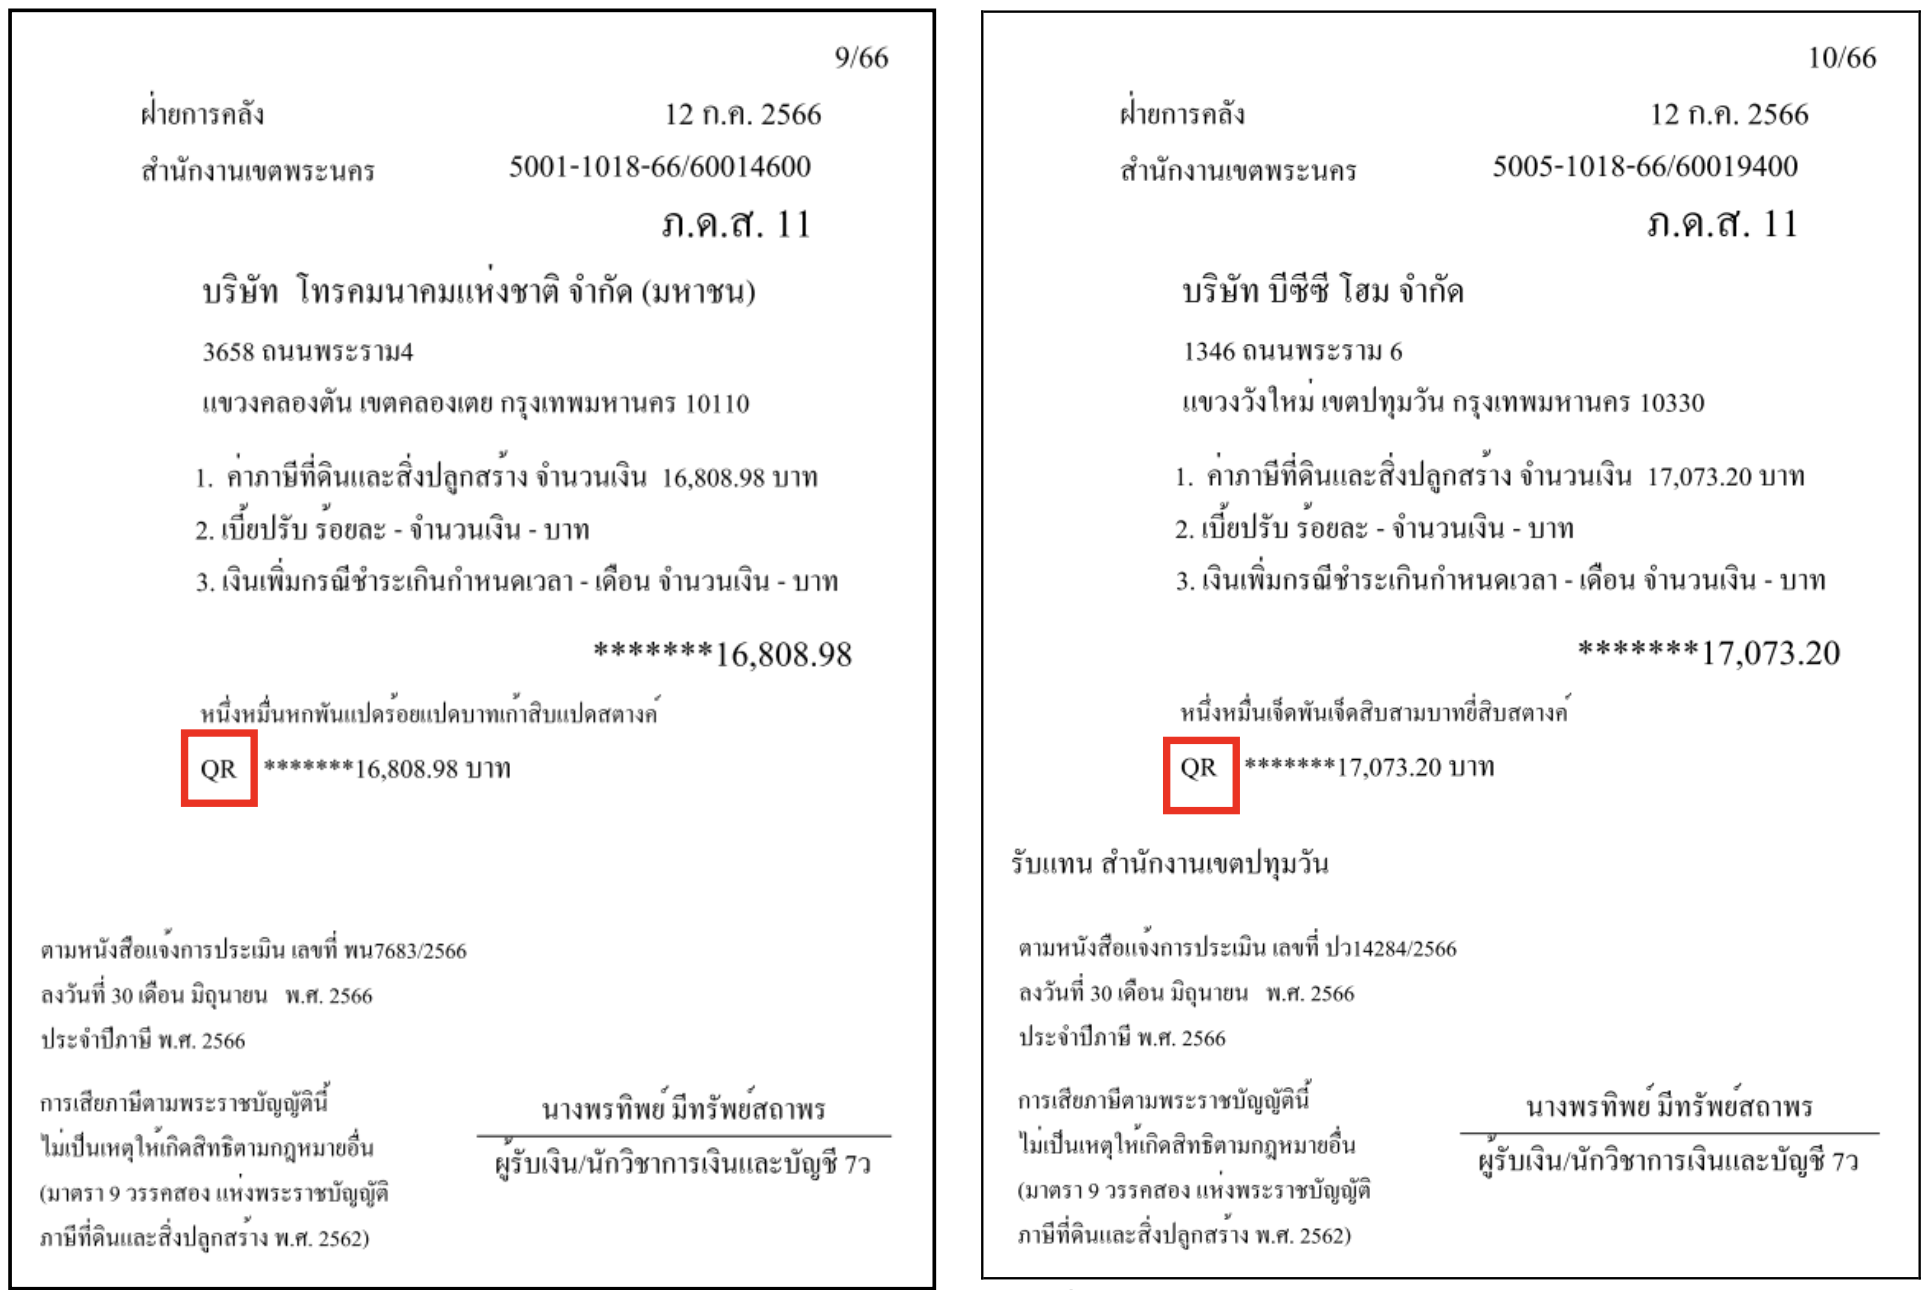 9/66
ฝ่ายการคลัง 12 ก.ค. 2566
สำนักงานเขตพระนคร 5001-1018-66/60014600
ภ.ด.ส. 11
บริษัท โทรคมนาคมแห่งชาติ จำกัด (มหาชน)
3658 ถนนพระราม4
แขวงคลองตัน เขตคลองเตย กรุงเทพมหานคร 10110
1. ค่าภาษีที่ดินและสิ่งปลูกสร้าง จำนวนเงิน 16,808.98 บาท
2. เบี้ยปรับ ร้อยละ - จำนวนเงิน - บาท
3. เงินเพิ่มกรณีชำระเกินกำหนดเวลา - เดือน จำนวนเงิน - บาท
*******16,808.98
หนึ่งหมื่นหกพันแปดร้อยแปดบาทเก้าสิบแปดสตางค์
QR *******16,808.98 บาท
ตามหนังสือแจ้งการประเมิน เลขที่ พน7683/2566
ลงวันที่ 30 เดือน มิถุนายน พ.ศ. 2566
ประจำปีภาษี พ.ศ. 2566
การเสียภาษีตามพระราชบัญญัตินี้
ไม่เป็นเหตุให้เกิดสิทธิตามกฎหมายอื่น
(มาตรา 9 วรรคสอง แห่งพระราชบัญญัติ
ภาษีที่ดินและสิ่งปลูกสร้าง พ.ศ. 2562)
นางพรทิพย์ มีทรัพย์สถาพร
ผู้รับเงิน/นักวิชาการเงินและบัญชี 7ว
10/66
ฝ่ายการคลัง 12 ก.ค. 2566
สำนักงานเขตพระนคร 5005-1018-66/60019400
ภ.ด.ส. 11
บริษัท บีซีซี โฮม จำกัด
1346 ถนนพระราม 6
แขวงวังใหม่ เขตปทุมวัน กรุงเทพมหานคร 10330
1. ค่าภาษีที่ดินและสิ่งปลูกสร้าง จำนวนเงิน 17,073.20 บาท
2. เบี้ยปรับ ร้อยละ - จำนวนเงิน - บาท
3. เงินเพิ่มกรณีชำระเกินกำหนดเวลา - เดือน จำนวนเงิน - บาท
*******17,073.20
หนึ่งหมื่นเจ็ดพันเจ็ดสิบสามบาทยี่สิบสตางค์
QR *******17,073.20 บาท
รับแทน สำนักงานเขตปทุมวัน
ตามหนังสือแจ้งการประเมิน เลขที่ ปว14284/2566
ลงวันที่ 30 เดือน มิถุนายน พ.ศ. 2566
ประจำปีภาษี พ.ศ. 2566
การเสียภาษีตามพระราชบัญญัตินี้
ไม่เป็นเหตุให้เกิดสิทธิตามกฎหมายอื่น
(มาตรา 9 วรรคสอง แห่งพระราชบัญญัติ
ภาษีที่ดินและสิ่งปลูกสร้าง พ.ศ. 2562)
นางพรทิพย์ มีทรัพย์สถาพร
ผู้รับเงิน/นักวิชาการเงินและบัญชี 7ว